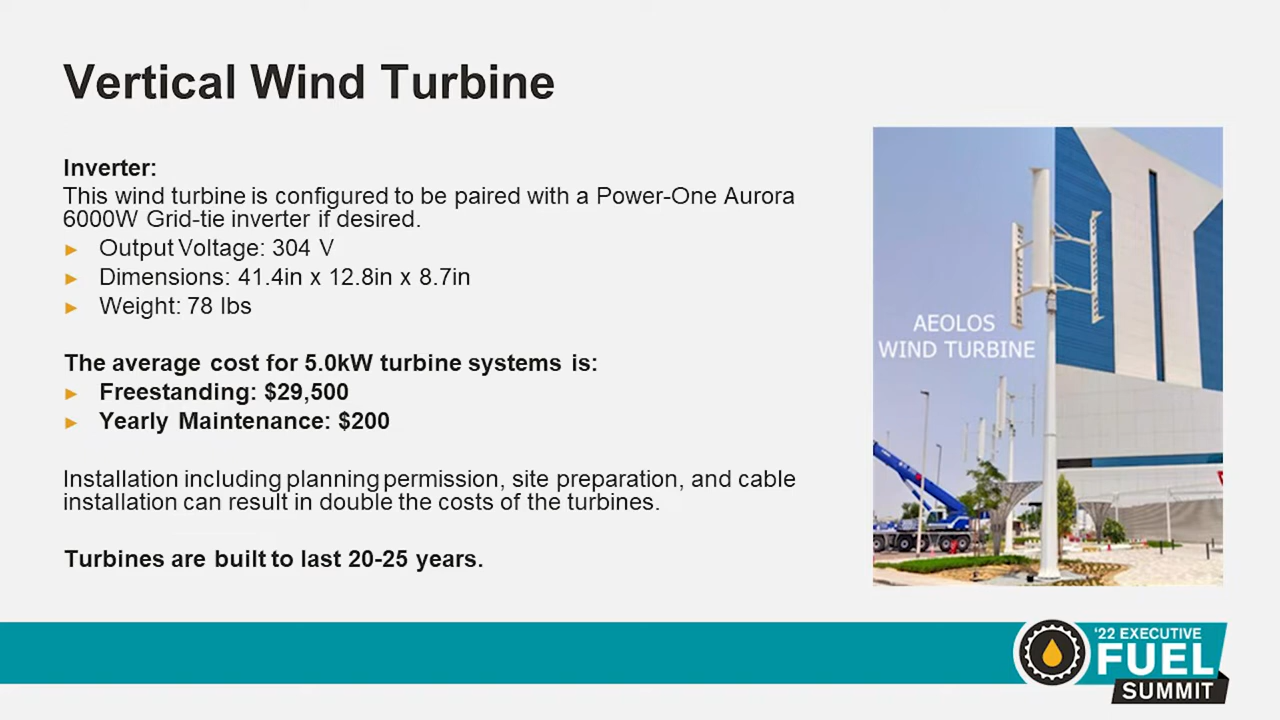 Vertical Wind Turbine
Inverter:
This wind turbine is configured to be paired with a Power-One Aurora
6000W Grid-tie inverter if desired.
► Output Voltage: 304 V
► Dimensions: 41.4in x 12.8in x 8.7in
► Weight: 78 lbs
The average cost for 5.0kW turbine systems is:
► Freestanding: $29,500
► Yearly Maintenance: $200
Installation including planning permission, site preparation, and cable
installation can result in double the costs of the turbines.
Turbines are built to last 20-25 years.
AEOLOS
WIND TURBINE
‘22 EXECUTIVE
FUEL
SUMMIT